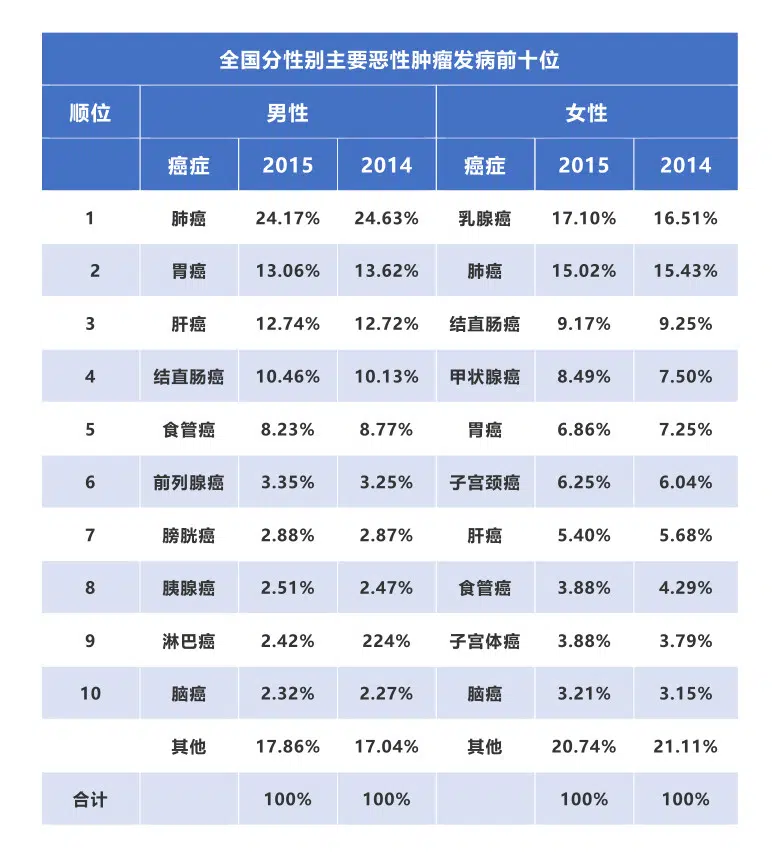 全国分性别主要恶性肿瘤发病前十位
顺位 男性 女性
癌症 2015 2014 癌症 2015 2014
1 肺癌 24.17% 24.63% 乳腺癌 17.10% 16.51%
2 胃癌 13.06% 13.62% 肺癌 15.02% 15.43%
3 肝癌 12.74% 12.72% 结直肠癌 9.17% 9.25%
4 结直肠癌 10.46% 10.13% 甲状腺癌 8.49% 7.50%
5 食管癌 8.23% 8.77% 胃癌 6.86% 7.25%
6 前列腺癌 3.35% 3.25% 子宫颈癌 6.25% 6.04%
7 膀胱癌 2.88% 2.87% 肝癌 5.40% 5.68%
8 胰腺癌 2.51% 2.47% 食管癌 3.88% 4.29%
9 淋巴癌 2.42% 224% 子宫体癌 3.88% 3.79%
10 脑癌 2.32% 2.27% 脑癌 3.21% 3.15%
其他 17.86% 17.04% 其他 20.74% 21.11%
合计 100% 100% 100% 100%